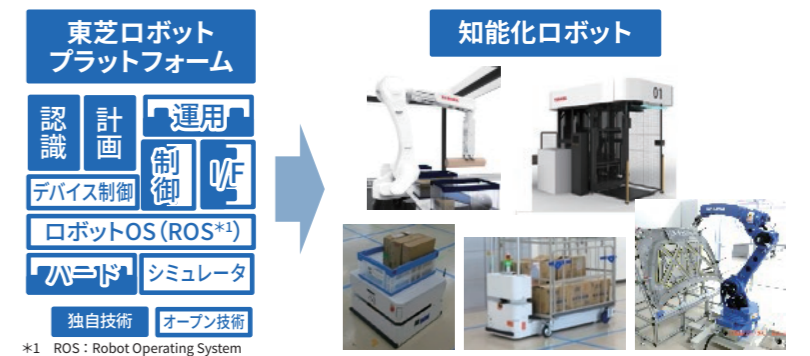 東芝ロボット
プラットフォーム
知能化ロボット
認識
計画
運用
制御
I/F
デバイス制御
ロボットOS(ROS*1)
ハード
シミュレータ
独自技術
オープン技術
*1 ROS:Robot Operating System
01